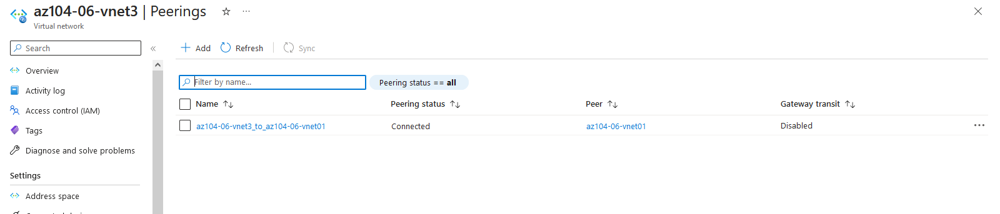 az104-06-vnet3 | Peerings ☆ ...
Virtual network
Search «
+ Add Refresh Sync
Overview
Activity log
Access control (IAM)
Tags
Diagnose and solve problems
Settings
Address space
Filter by name...
Peering status == all
Name ↑↓ Peering status ↑↓ Peer ↑↓ Gateway transit ↑↓
az104-06-vnet3_to_az104-06-vnet01 Connected az104-06-vnet01 Disabled ...